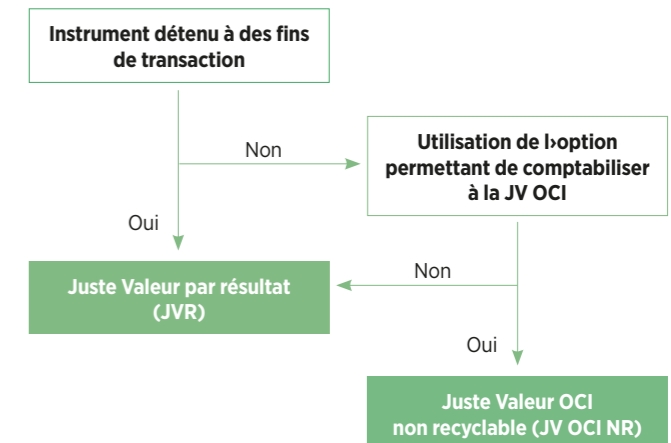 Instrument détenu à des fins
de transaction
Non
Utilisation de l›option
permettant de comptabiliser
à la JV OCI
Oui
Juste Valeur par résultat
(JVR)
Non
Oui
Juste Valeur OCI
non recyclable (JV OCI NR)